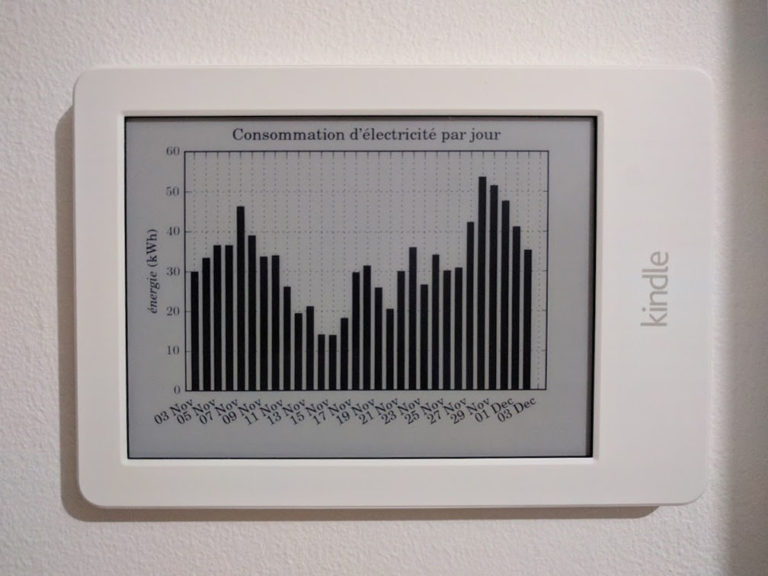 Consommation d'électricité par jour
60
50
40
30
20
10
0
énergie (kWh)
03 Nov
05 Nov
07 Nov
09 Nov
11 Nov
13 Nov
15 Nov
17 Nov
19 Nov
21 Nov
23 Nov
25 Nov
27 Nov
29 Nov
01 Dec
03 Dec
kindle